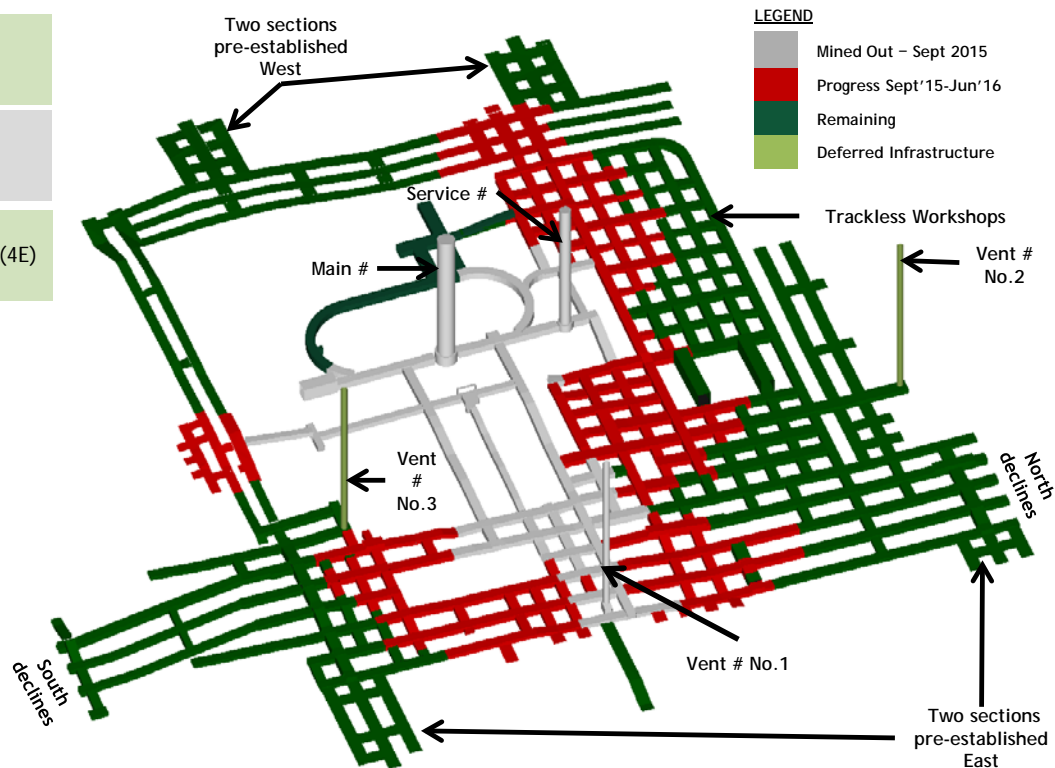 Two sections
pre-established
West
LEGEND
Mined Out – Sept 2015
Progress Sept'15-Jun'16
Remaining
Deferred Infrastructure
(4E)
Service #
Main #
Trackless Workshops
Vent #
No.2
Vent
#
No.3
North
declines
South
declines
Vent # No.1
Two sections
pre-established
East